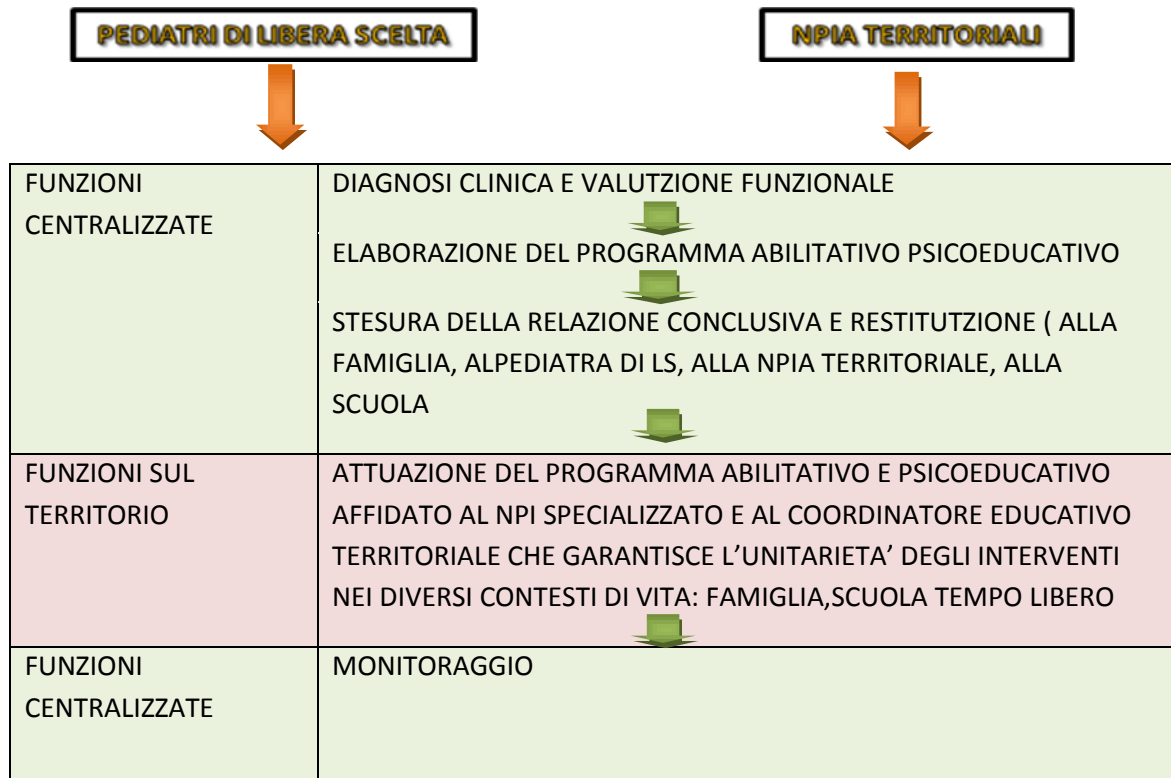 PEDIATRI DI LIBERA SCELTA
NPIA TERRITORIALI
FUNZIONI
CENTRALIZZATE
DIAGNOSI CLINICA E VALUTZIONE FUNZIONALE
ELABORAZIONE DEL PROGRAMMA ABILITATIVO PSICOEDUCATIVO
STESURA DELLA RELAZIONE CONCLUSIVA E RESTITUTZIONE ( ALLA
FAMIGLIA, ALPEDIATRA DI LS, ALLA NPIA TERRITORIALE, ALLA
SCUOLA
FUNZIONI SUL
TERRITORIO
ATTUAZIONE DEL PROGRAMMA ABILITATIVO E PSICOEDUCATIVO
AFFIDATO AL NPI SPECIALIZZATO E AL COORDINATORE EDUCATIVO
TERRITORIALE CHE GARANTISCE L’UNITARIETA’ DEGLI INTERVENTI
NEI DIVERSI CONTESTI DI VITA: FAMIGLIA,SCUOLA TEMPO LIBERO
FUNZIONI
CENTRALIZZATE
MONITORAGGIO